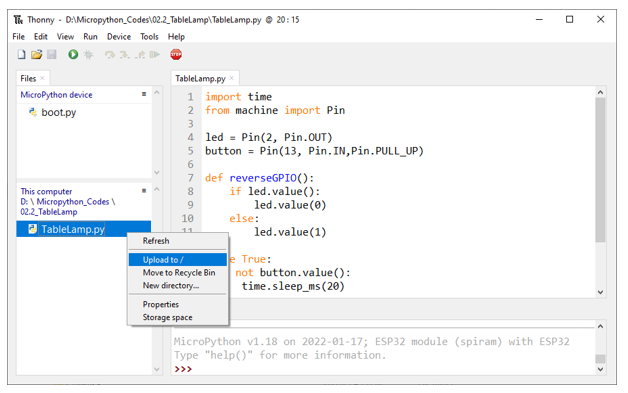 Thonny - D:\Micropython_Codes\02.2_TableLamp\TableLamp.py @ 20 : 15
File Edit View Run Device Tools Help
STOP
Files
MicroPython device
boot.py
This computer
D: \ Micropython_Codes \
02.2_TableLamp
TableLamp.py
Refresh
Upload to /
Move to Recycle Bin
New directory...
Properties
Storage space
TableLamp.py
1 import time
2 from machine import Pin
3
4 led = Pin(2, Pin.OUT)
5 button = Pin(13, Pin.IN,Pin.PULL_UP)
6
7 def reverseGPIO():
8 if led.value():
9 led.value(0)
10 else:
11 led.value(1)
e True:
not button.value():
time.sleep_ms(20)
MicroPython v1.18 on 2022-01-17; ESP32 module (spiram) with ESP32
Type "help()" for more information.
>>>